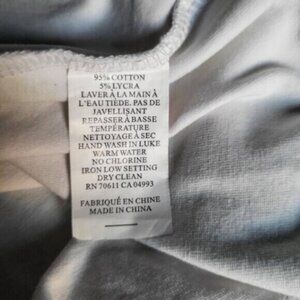 95% COTTON
5% LYCRA
LAVER À LA MAIN À
L'EAU TIÈDE. PAS DE
JAVELLISANT
REPASSER À BASSE
TEMPÉRATURE
NETTOYAGE À SEC
HAND WASH IN LUKE
WARM WATER
NO CHLORINE
IRON LOW SETTING
DRY CLEAN
RN 70611 CA 04993
FABRIQUÉ EN CHINE
MADE IN CHINA